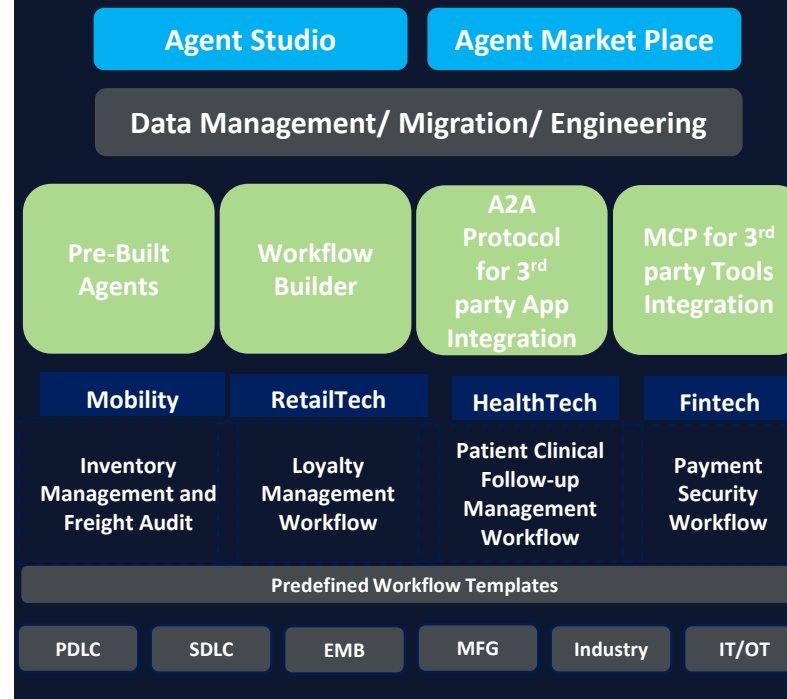 Agent Studio
Agent Market Place
Data Management/ Migration/ Engineering
Pre-Built
Agents
Workflow
Builder
A2A
Protocol
for 3rd
party App
Integration
MCP for 3rd
party Tools
Integration
Mobility
RetailTech
HealthTech
Fintech
Inventory
Management and
Freight Audit
Loyalty
Management
Workflow
Patient Clinical
Follow-up
Management
Workflow
Payment
Security
Workflow
Predefined Workflow Templates
PDLC
SDLC
EMB
MFG
Industry
IT/OT